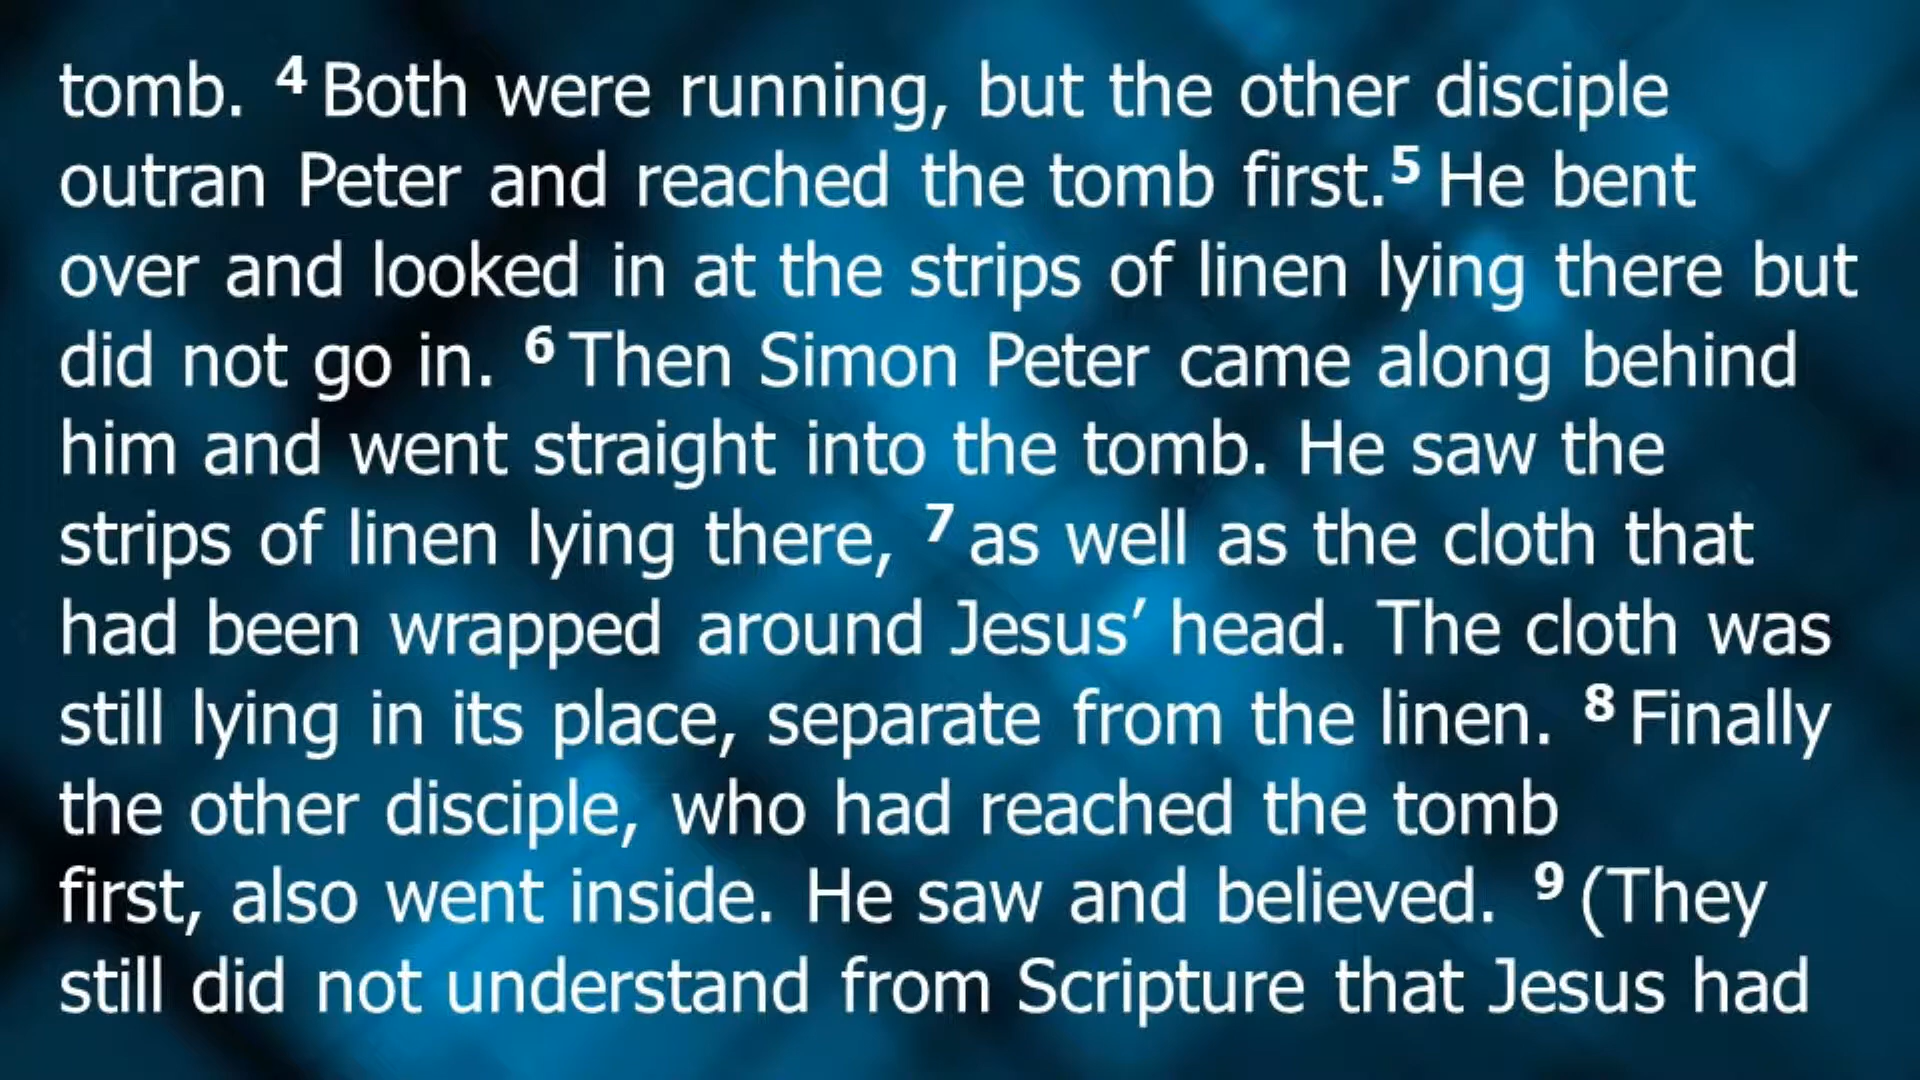 tomb. 4 Both were running, but the other disciple
outran Peter and reached the tomb first.5 He bent
over and looked in at the strips of linen lying there but
did not go in. 6 Then Simon Peter came along behind
him and went straight into the tomb. He saw the
strips of linen lying there, 7 as well as the cloth that
had been wrapped around Jesus’ head. The cloth was
still lying in its place, separate from the linen. 8 Finally
the other disciple, who had reached the tomb
first, also went inside. He saw and believed. 9 (They
still did not understand from Scripture that Jesus had